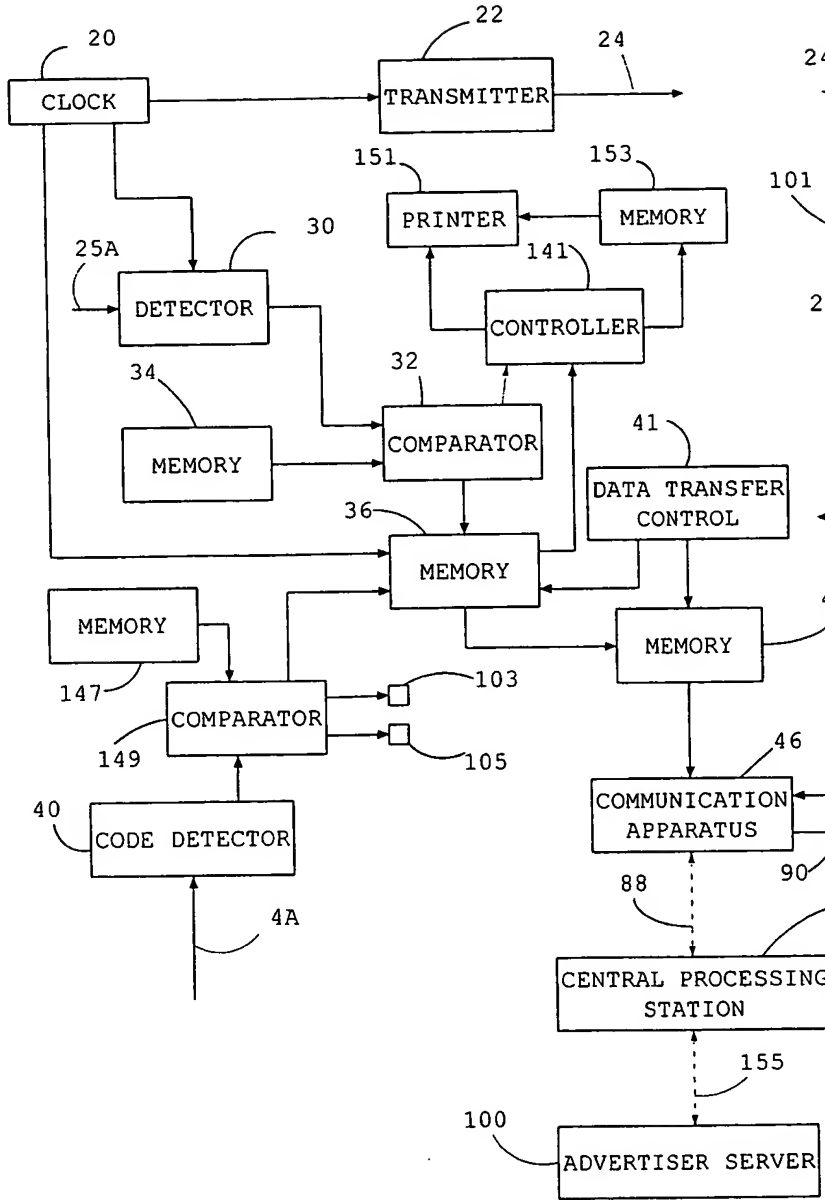 20
22
24
24
CLOCK
TRANSMITTER
151
153
101
PRINTER
MEMORY
30
25A
141
DETECTOR
CONTROLLER
2
34
32
MEMORY
COMPARATOR
41
DATA TRANSFER
CONTROL
36
MEMORY
MEMORY
4
MEMORY
147
103
COMPARATOR
149
105
46
COMMUNICATION
APPARATUS
40
CODE DETECTOR
90
88
4A
CENTRAL PROCESSING
STATION
155
100
ADVERTISER SERVER